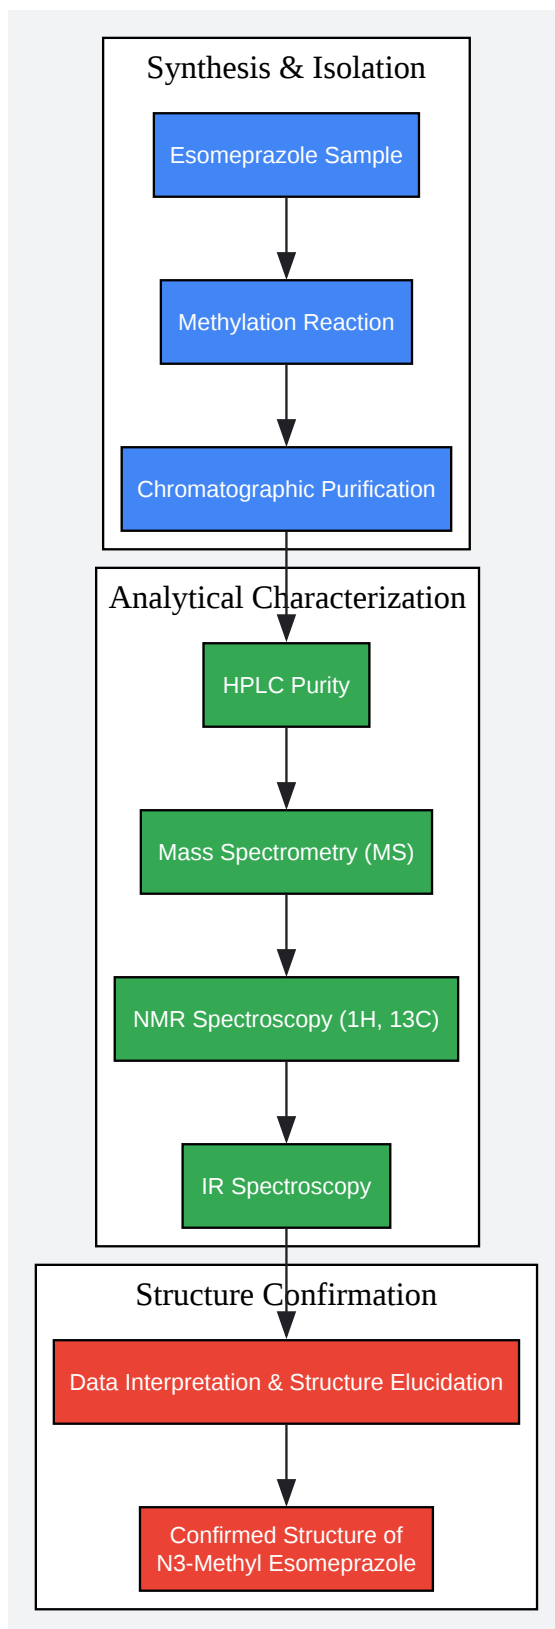 Synthesis & Isolation
Esomeprazole Sample
Methylation Reaction
Chromatographic Purification
Analytical Characterization
HPLC Purity
Mass Spectrometry (MS)
NMR Spectroscopy (1H, 13C)
IR Spectroscopy
Structure Confirmation
Data Interpretation & Structure Elucidation
Confirmed Structure of
N3-Methyl Esomeprazole